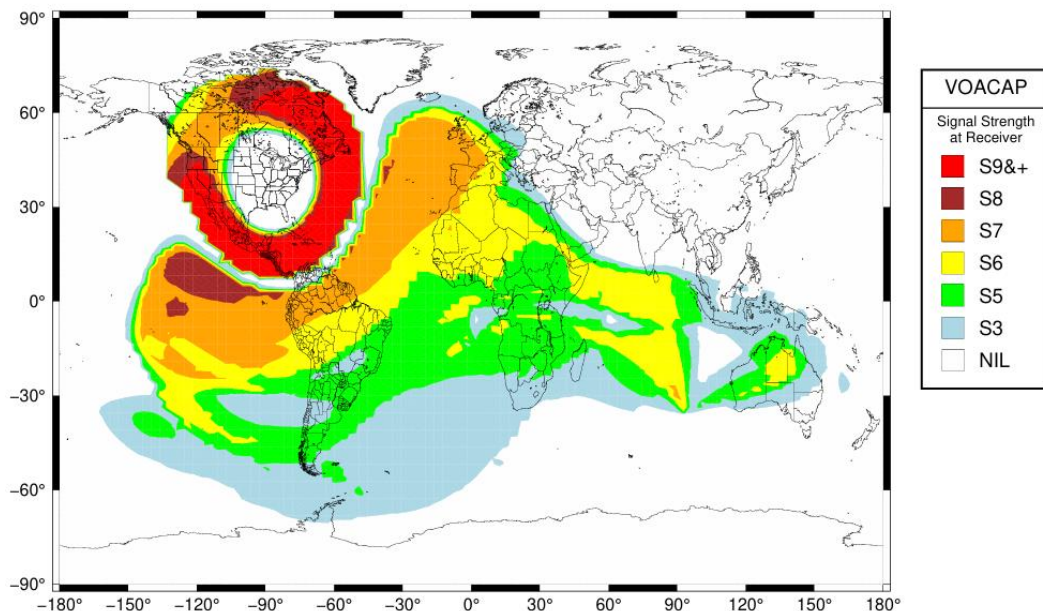 90°
60°
30°
0°
−30°
−60°
−90°
−180° −150° −120° −90° −60° −30° 0° 30° 60° 90° 120° 150° 180°
VOACAP
Signal Strength
at Receiver
S9&+
S8
S7
S6
S5
S3
NIL